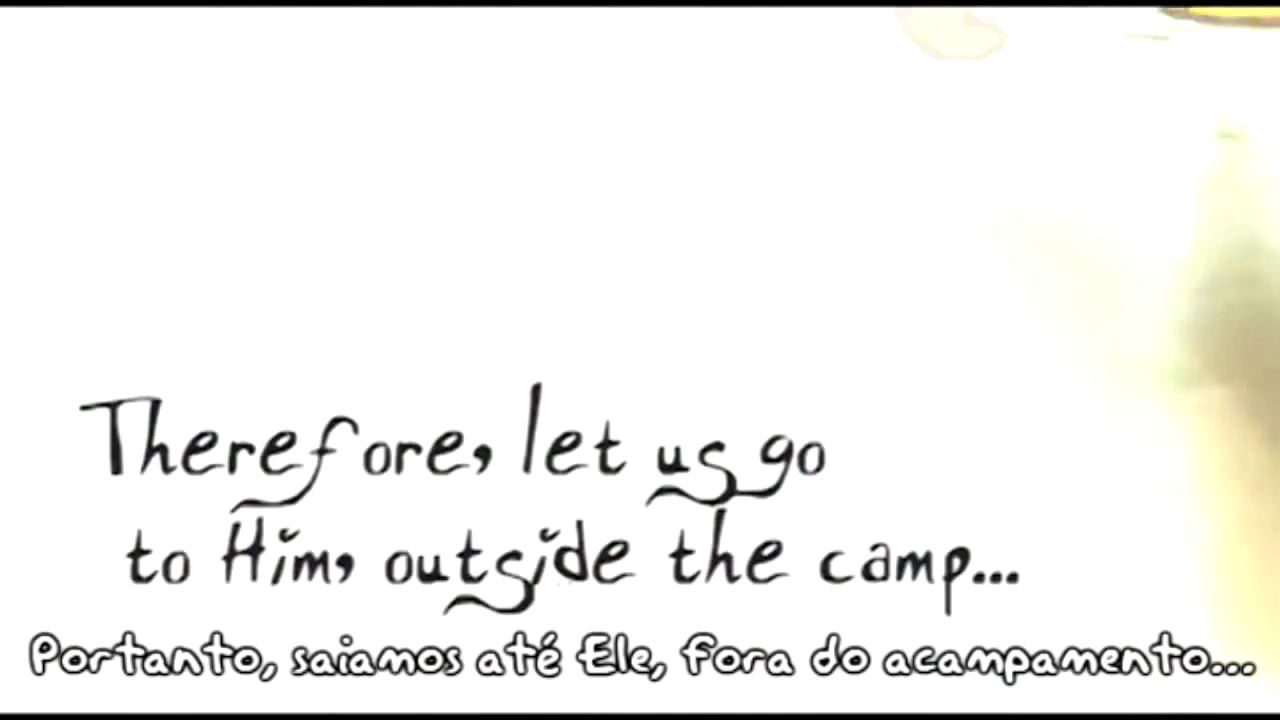 Therefore, let us go
to Him, outside the camp...
Portanto, saiamos até Ele, fora do acampamento...